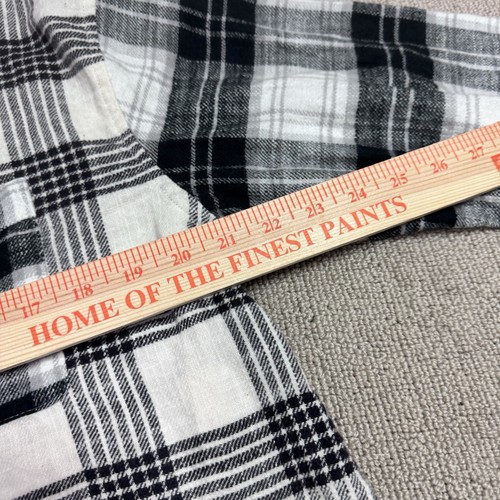 17 18 19 20 21 22 23 24 25 26 27
HOME OF THE FINEST PAINTS